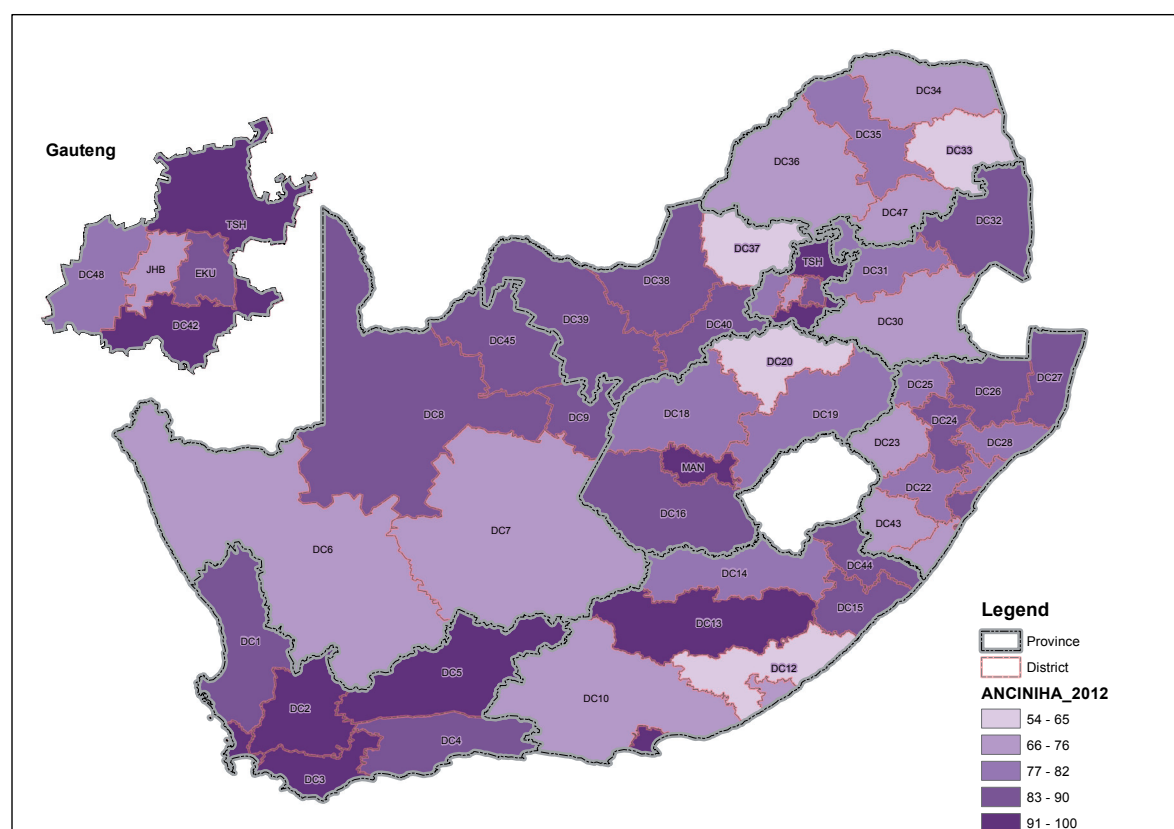 DC34
DC35
Gauteng
DC33
DC36
DC47
DC32
TSH
DC37
TSH
DC48
JHB
EKU
DC38
DC31
DC42
DC39
DC40
DC30
DC45
DC20
DC25
DC26
DC27
DC8
DC9
DC18
DC19
DC24
DC23
DC28
MAN
DC22
DC16
DC43
DC7
DC6
DC14
DC44
DC15
DC13
Legend
Province
District
DC1
DC12
DC5
DC10
DC2
DC4
DC3
ANCINIHA_2012
54 - 65
66 - 76
77 - 82
83 - 90
91 - 100